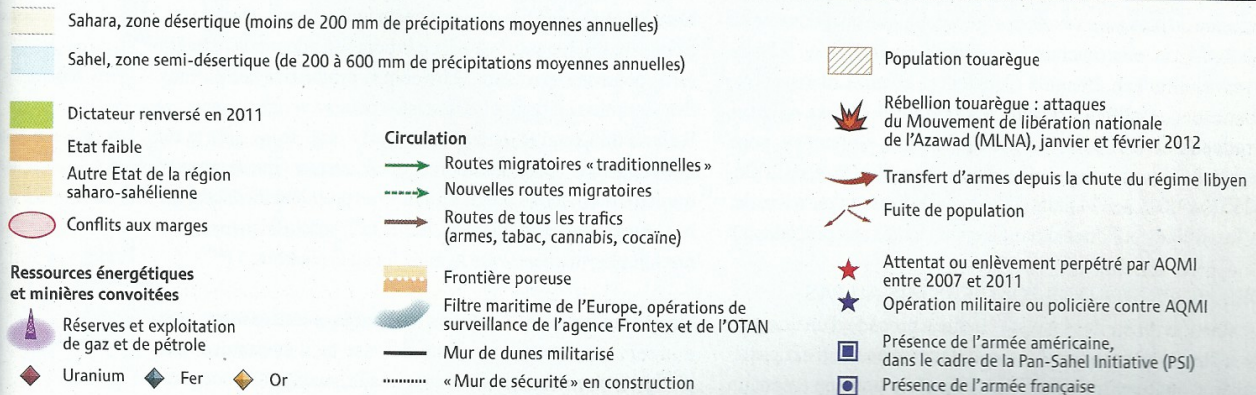 Sahara, zone désertique (moins de 200 mm de précipitations moyennes annuelles)
Sahel, zone semi-désertique (de 200 à 600 mm de précipitations moyennes annuelles)
Dictateur renversé en 2011
Etat faible
Autre Etat de la région
saharo-sahélienne
Conflits aux marges
Ressources énergétiques
et minières convoitées
Réserves et exploitation
de gaz et de pétrole
Uranium Fer Or
Circulation
Routes migratoires « traditionnelles »
Nouvelles routes migratoires
Routes de tous les trafics
(armes, tabac, cannabis, cocaïne)
Frontière poreuse
Filtre maritime de l'Europe, opérations de
surveillance de l'agence Frontex et de l'OTAN
Mur de dunes militarisé
« Mur de sécurité » en construction
Population touarègue
Rébellion touarègue : attaques
du Mouvement de libération nationale
de l'Azawad (MLNA), janvier et février 2012
Transfert d'armes depuis la chute du régime libyen
Fuite de population
Attentat ou enlèvement perpétré par AQMI
entre 2007 et 2011
Opération militaire ou policière contre AQMI
Présence de l'armée américaine,
dans le cadre de la Pan-Sahel Initiative (PSI)
Présence de l'armée française